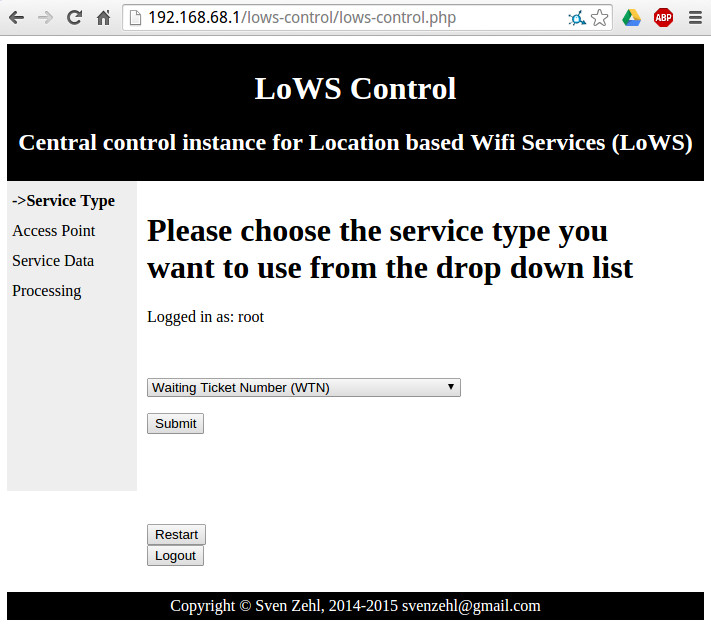 192.168.68.1/lows-control/lows-control.php
ABP
LoWS Control
Central control instance for Location based Wifi Services (LoWS)
->Service Type
Access Point
Service Data
Processing
Please choose the service type you
want to use from the drop down list
Logged in as: root
Waiting Ticket Number (WTN)
Submit
Restart
Logout
Copyright © Sven Zehl, 2014-2015 svenzehl@gmail.com